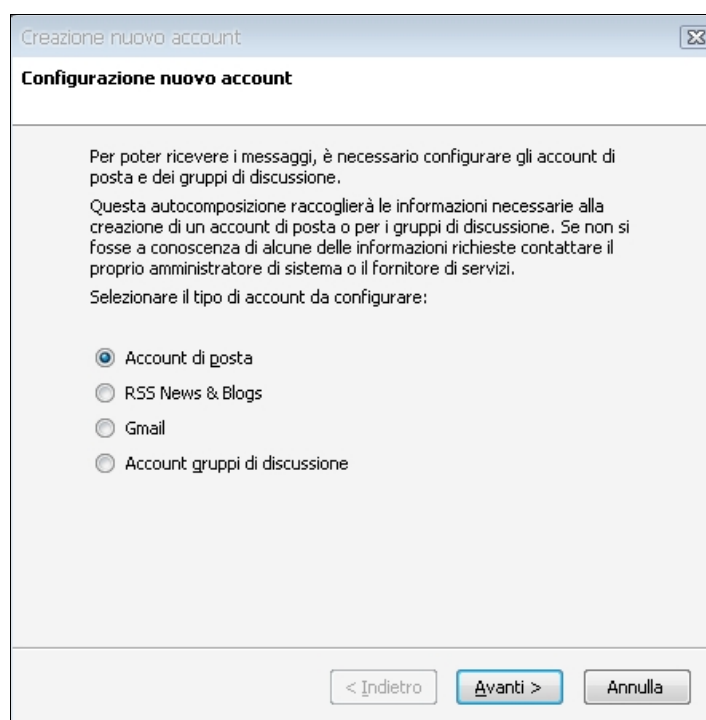 Creazione nuovo account
Configurazione nuovo account
Per poter ricevere i messaggi, è necessario configurare gli account di
posta e dei gruppi di discussione.
Questa autocomposizione raccoglierà le informazioni necessarie alla
creazione di un account di posta o per i gruppi di discussione. Se non si
fosse a conoscenza di alcune delle informazioni richieste contattare il
proprio amministratore di sistema o il fornitore di servizi.
Selezionare il tipo di account da configurare:
Account di posta
RSS News & Blogs
Gmail
Account gruppi di discussione
< Indietro
Avanti >
Annulla